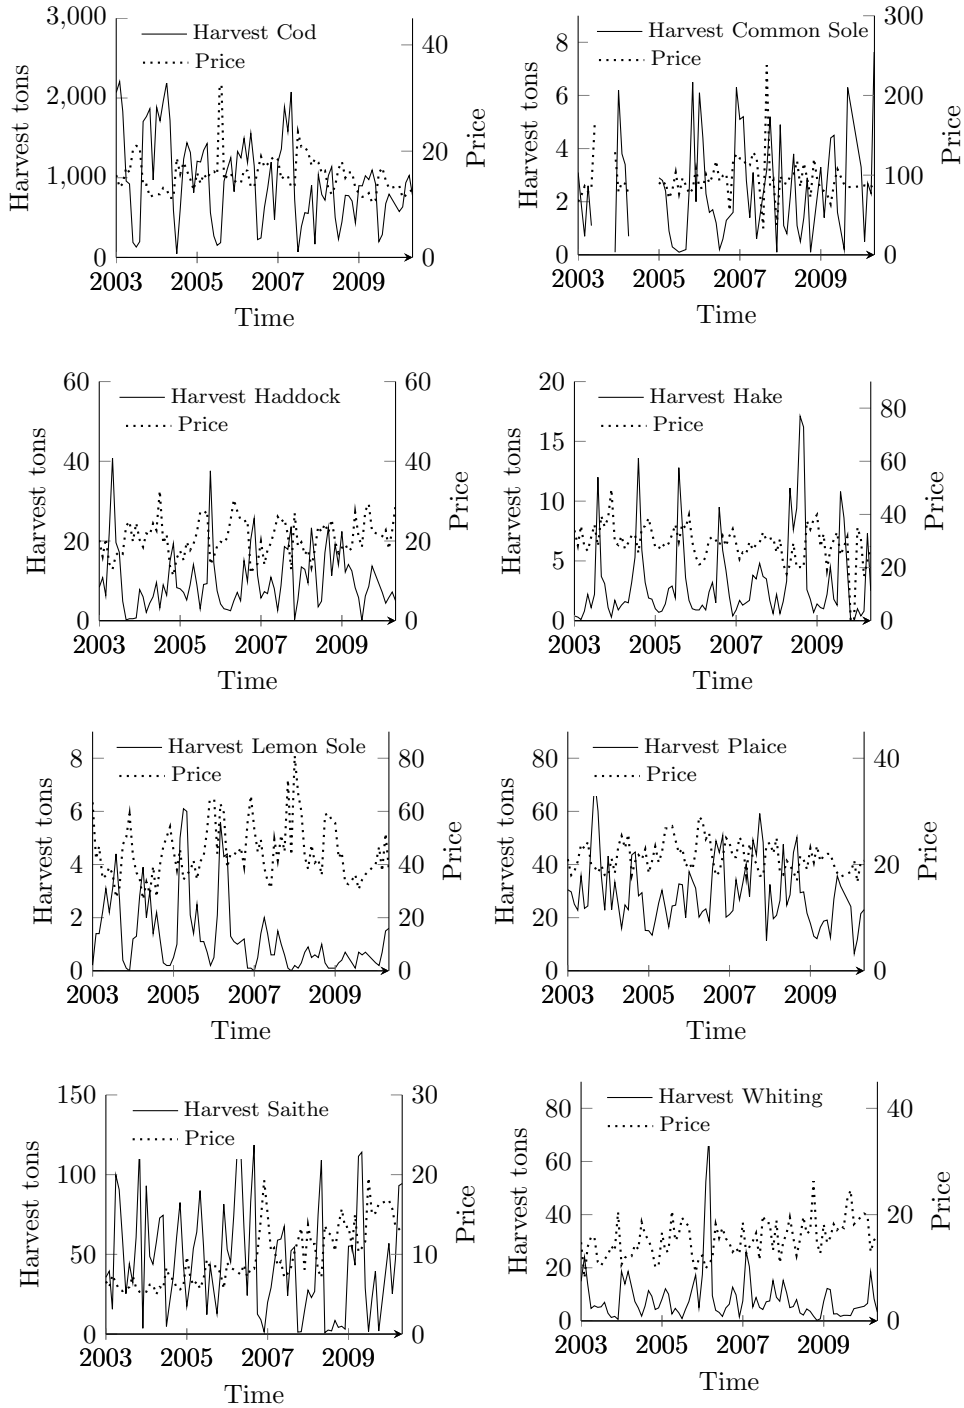 Harvest Cod
Price
3,000
2,000
1,000
0
40
20
0
2003 2005 2007 2009
Harvest tons
Price
Time
Harvest Common Sole
Price
8
6
4
2
0
300
200
100
0
2003 2005 2007 2009
Harvest tons
Price
Time
Harvest Haddock
Price
60
40
20
0
60
40
20
0
2003 2005 2007 2009
Harvest tons
Price
Time
Harvest Hake
Price
20
15
10
5
0
80
60
40
20
0
2003 2005 2007 2009
Harvest tons
Price
Time
Harvest Lemon Sole
Price
8
6
4
2
0
80
60
40
20
0
2003 2005 2007 2009
Harvest tons
Price
Time
Harvest Plaice
Price
80
60
40
20
0
40
20
0
2003 2005 2007 2009
Harvest tons
Price
Time
Harvest Saithe
Price
150
100
50
0
30
20
10
0
2003 2005 2007 2009
Harvest tons
Price
Time
Harvest Whiting
Price
80
60
40
20
0
40
20
0
2003 2005 2007 2009
Harvest tons
Price
Time